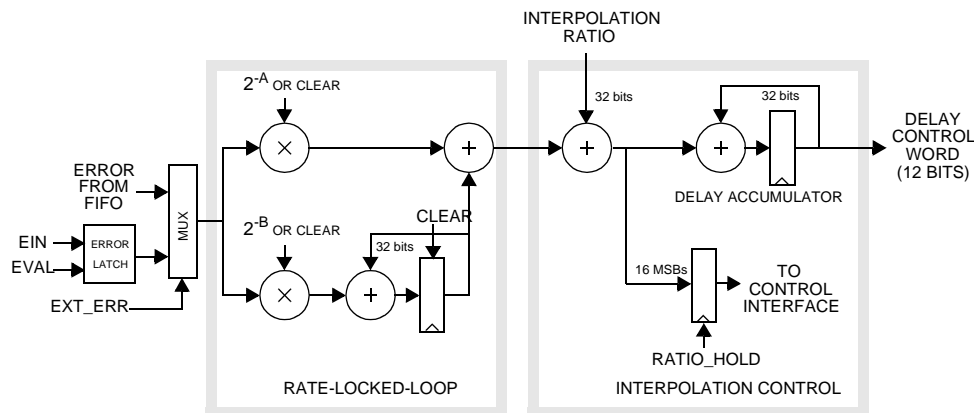 INTERPOLATION
RATIO
2-A OR CLEAR
32 bits
32 bits
×
+
+
+
DELAY
CONTROL
WORD
(12 BITS)
ERROR
FROM
FIFO
MUX
DELAY ACCUMULATOR
CLEAR
EIN
EVAL
ERROR
LATCH
2-B OR CLEAR
32 bits
×
+
16 MSBs
TO
CONTROL
INTERFACE
EXT_ERR
RATIO_HOLD
RATE-LOCKED-LOOP
INTERPOLATION CONTROL